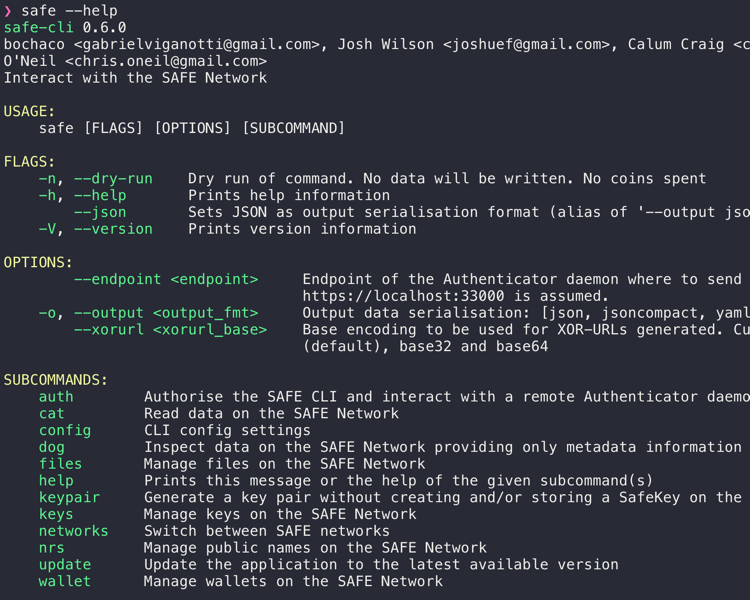 ❯ safe --help
safe-cli 0.6.0
bochaco <gabrielviganotti@gmail.com>, Josh Wilson <joshuef@gmail.com>, Calum Craig <c
O'Neil <chris.oneil@gmail.com>
Interact with the SAFE Network
USAGE:
safe [FLAGS] [OPTIONS] [SUBCOMMAND]
FLAGS:
-n, --dry-run    Dry run of command. No data will be written. No coins spent
-h, --help       Prints help information
--json       Sets JSON as output serialisation format (alias of '--output jso
-V, --version    Prints version information
OPTIONS:
--endpoint <endpoint>     Endpoint of the Authenticator daemon where to send
https://localhost:33000 is assumed.
-o, --output <output_fmt>     Output data serialisation: [json, jsoncompact, yaml
--xorurl <xorurl_base>    Base encoding to be used for XOR-URLs generated. Cu
(default), base32 and base64
SUBCOMMANDS:
auth        Authorise the SAFE CLI and interact with a remote Authenticator daemo
cat         Read data on the SAFE Network
config      CLI config settings
dog         Inspect data on the SAFE Network providing only metadata information
files       Manage files on the SAFE Network
help        Prints this message or the help of the given subcommand(s)
keypair     Generate a key pair without creating and/or storing a SafeKey on the
keys        Manage keys on the SAFE Network
networks    Switch between SAFE networks
nrs         Manage public names on the SAFE Network
update      Update the application to the latest available version
wallet      Manage wallets on the SAFE Network